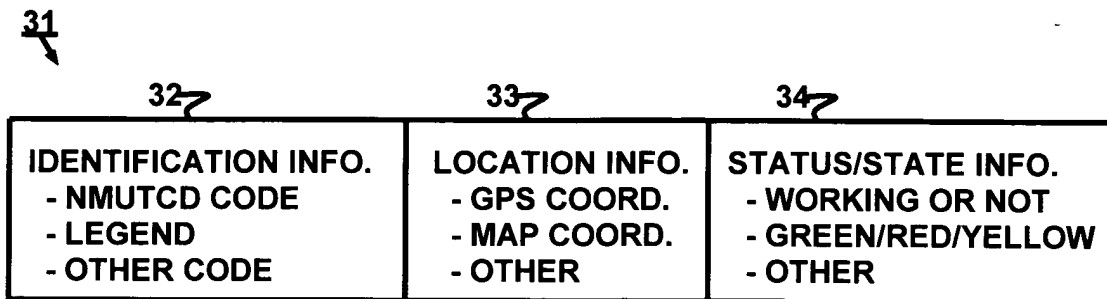 31
32 33 34
IDENTIFICATION INFO. LOCATION INFO. STATUS/STATE INFO.
- NMUTCD CODE - GPS COORD. - WORKING OR NOT
- LEGEND - MAP COORD. - GREEN/RED/YELLOW
- OTHER CODE - OTHER - OTHER